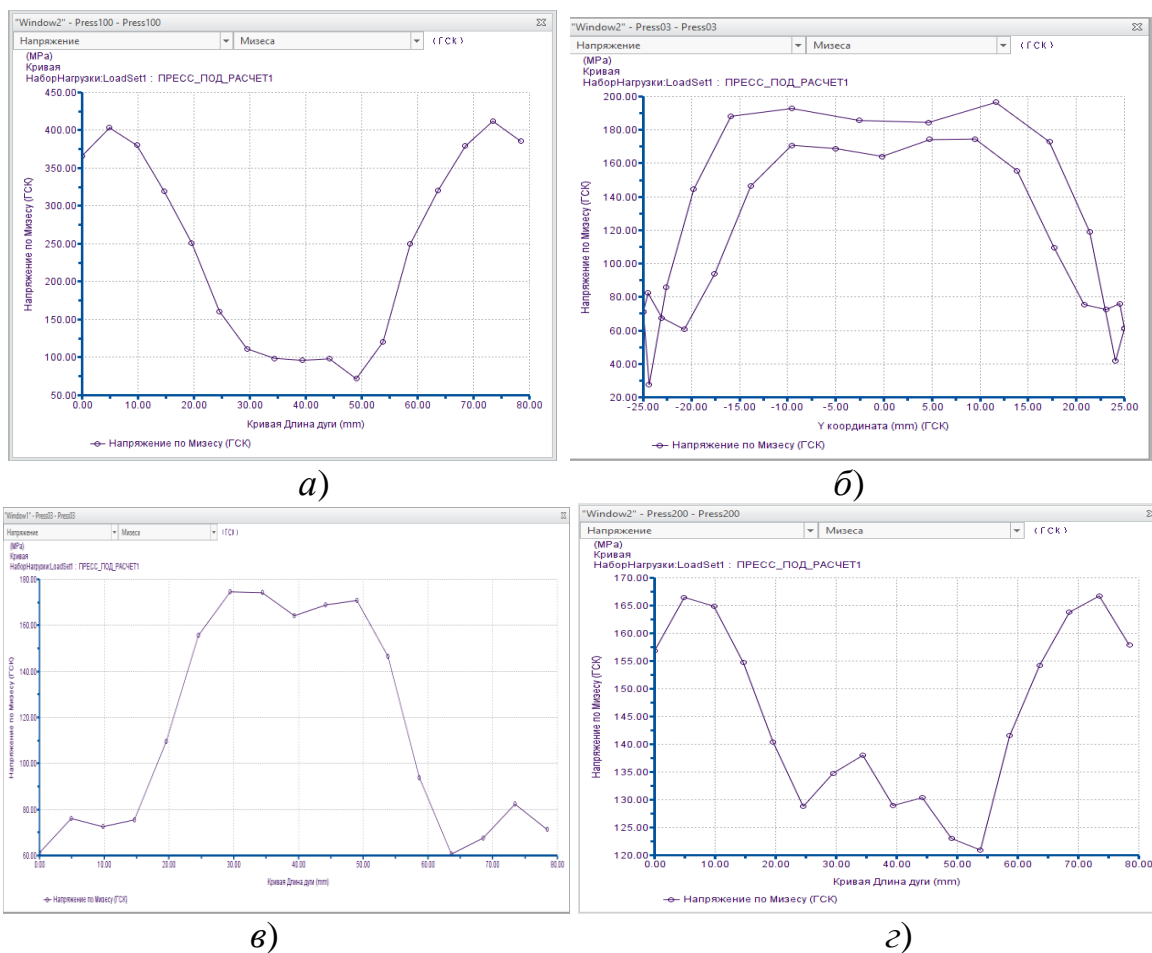 "Window2" - Press100 - Press100
Напряжение Мизеса (ГСК)
(MPa)
Кривая
НаборНагрузки:LoadSet1 : ПРЕСС_ПОД_РАСЧЕТ1
450.00
400.00
350.00
300.00
250.00
400.00
150.00
100.00
50.00
Напряжение по Мизесу (ГСК)
0.00 10.00 20.00 30.00 40.00 50.00 60.00 70.00 80.00
Кривая Длина дуги (mm)
Напряжение по Мизесу (ГСК)
а)
"Window2" - Press03 - Press03
Напряжение Мизеса (ГСК)
(MPa)
Кривая
НаборНагрузки:LoadSet1 : ПРЕСС_ПОД_РАСЧЕТ1
200.00
180.00
160.00
140.00
120.00
100.00
80.00
60.00
40.00
20.00
Напряжение по Мизесу (ГСК)
-25.00 -20.00 -15.00 -10.00 -5.00 0.00 5.00 10.00 15.00 20.00 25.00
Y координата (mm) (ГСК)
Напряжение по Мизесу (ГСК)
б)
"Window1" - Press03 - Press03
Напряжение Мизеса (ГСК)
(MPa)
Кривая
НаборНагрузки:LoadSet1 : ПРЕСС_ПОД_РАСЧЕТ1
180.00
160.00
140.00
120.00
100.00
80.00
60.00
Напряжение по Мизесу (ГСК)
0.00 10.00 20.00 30.00 40.00 50.00 60.00 70.00 80.00
Кривая Длина дуги (mm)
Напряжение по Мизесу (ГСК)
в)
"Window2" - Press200 - Press200
Напряжение Мизеса (ГСК)
(MPa)
Кривая
НаборНагрузки:LoadSet1 : ПРЕСС_ПОД_РАСЧЕТ1
170.00
165.00
160.00
155.00
150.00
145.00
140.00
135.00
130.00
125.00
120.00
Напряжение по Мизесу (ГСК)
0.00 10.00 20.00 30.00 40.00 50.00 60.00 70.00 80.00
Кривая Длина дуги (mm)
Напряжение по Мизесу (ГСК)
г)